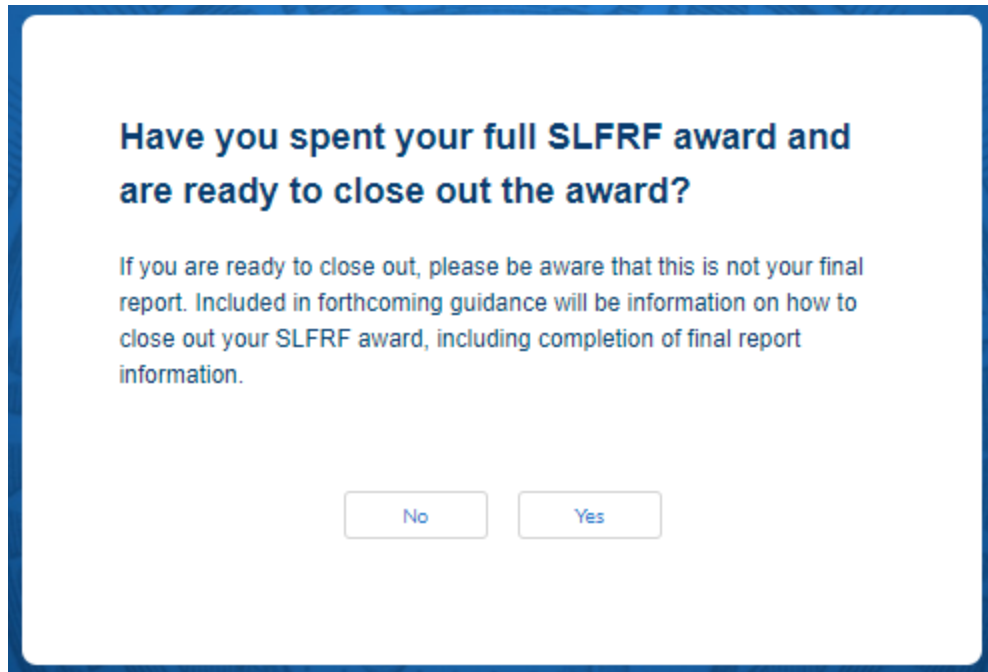 Have you spent your full SLFRF award and
are ready to close out the award?
If you are ready to close out, please be aware that this is not your final
report. Included in forthcoming guidance will be information on how to
close out your SLFRF award, including completion of final report
information.
No
Yes